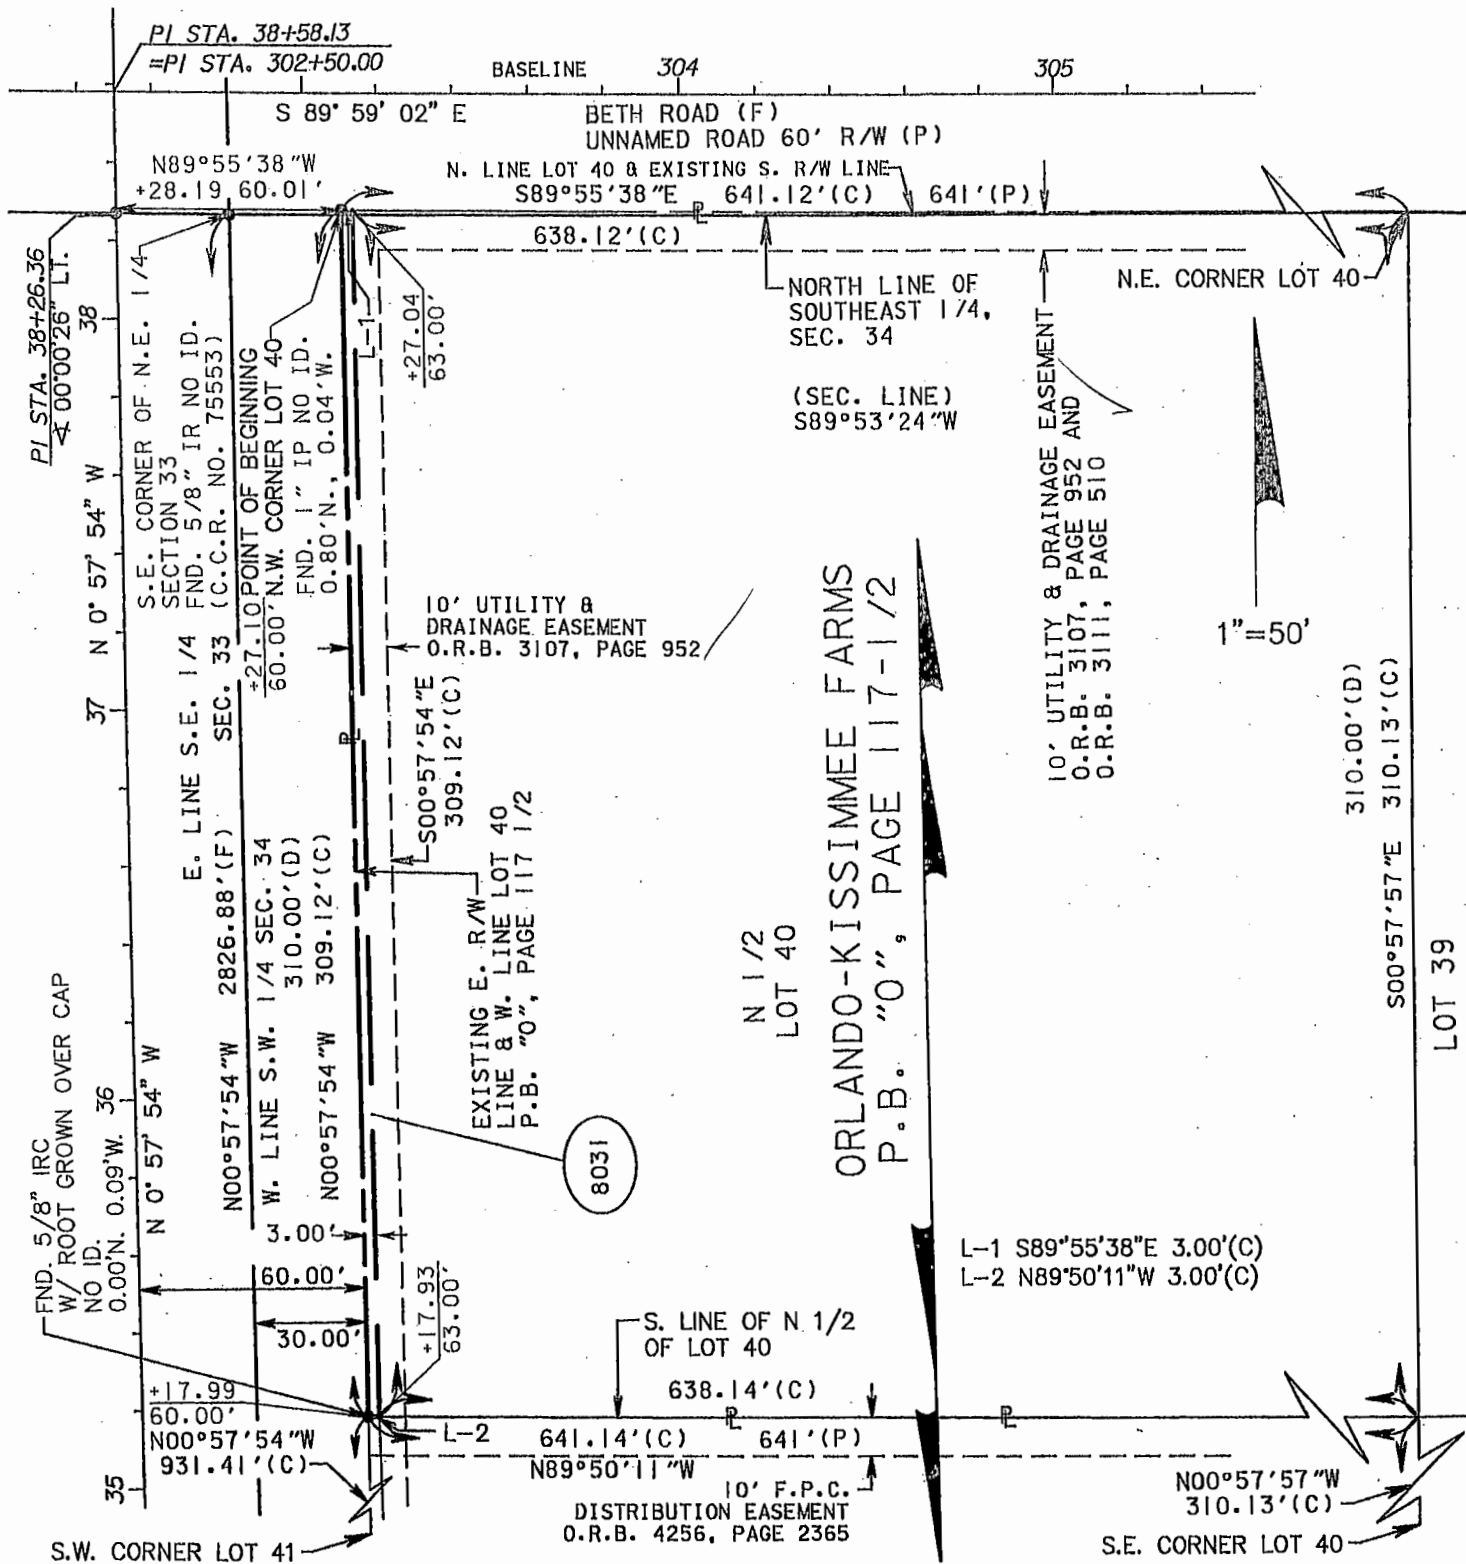 PI STA. 38+58.13
=PI STA. 302+50.00
BASELINE
304
305
S 89° 59' 02" E
BETH ROAD (F)
UNNAMED ROAD 60' R/W (P)
N89°55'38"W
+28.19 60.01'
N. LINE LOT 40 & EXISTING S. R/W LINE
S89°55'38"E 641.12'(C) 641'(P)
638.12'(C)
PL
NORTH LINE OF
SOUTHEAST 1/4,
SEC. 34
(SEC. LINE)
S89°53'24"W
N.E. CORNER LOT 40
PI STA. 38+26.36
∢ 00°00'26" LT.
38
N 0° 57' 54" W
37
36
N 0° 57' 54" W
35
S.E. CORNER OF N.E. 1/4
SECTION 33
FND. 5/8" IR NO ID.
(C.C.R. NO. 75553)
+27.10
60.00'
POINT OF BEGINNING
N.W. CORNER LOT 40
FND. 1" IP NO ID.
0.80'N., 0.04'W.
L-1
+27.04
63.00'
E. LINE S.E. 1/4 SEC. 33
N00°57'54"W 2826.88'(F)
W. LINE S.W. 1/4 SEC. 34
310.00'(D)
N00°57'54"W 309.12'(C)
PL
10' UTILITY &
DRAINAGE EASEMENT
O.R.B. 3107, PAGE 952
S00°57'54"E
309.12'(C)
EXISTING E. R/W
LINE & W. LINE LOT 40
P.B. "O", PAGE 117 1/2
8031
N 1/2
LOT 40
ORLANDO-KISSIMMEE FARMS
P.B. "O", PAGE 117-1/2
10' UTILITY & DRAINAGE EASEMENT
O.R.B. 3107, PAGE 952 AND
O.R.B. 3111, PAGE 510
1"=50'
310.00'(D)
S00°57'57"E 310.13'(C)
LOT 39
FND. 5/8" IRC
W/ ROOT GROWN OVER CAP
NO ID.
0.00'N. 0.09'W.
3.00'
60.00'
30.00'
+17.93
63.00'
L-1 S89°55'38"E 3.00'(C)
L-2 N89°50'11"W 3.00'(C)
S. LINE OF N 1/2
OF LOT 40
638.14'(C)
PL
PL
+17.99
60.00'
N00°57'54"W
931.41'(C)
L-2
641.14'(C) 641'(P)
N89°50'11"W
10' F.P.C.
DISTRIBUTION EASEMENT
O.R.B. 4256, PAGE 2365
N00°57'57"W
310.13'(C)
S.W. CORNER LOT 41
S.E. CORNER LOT 40